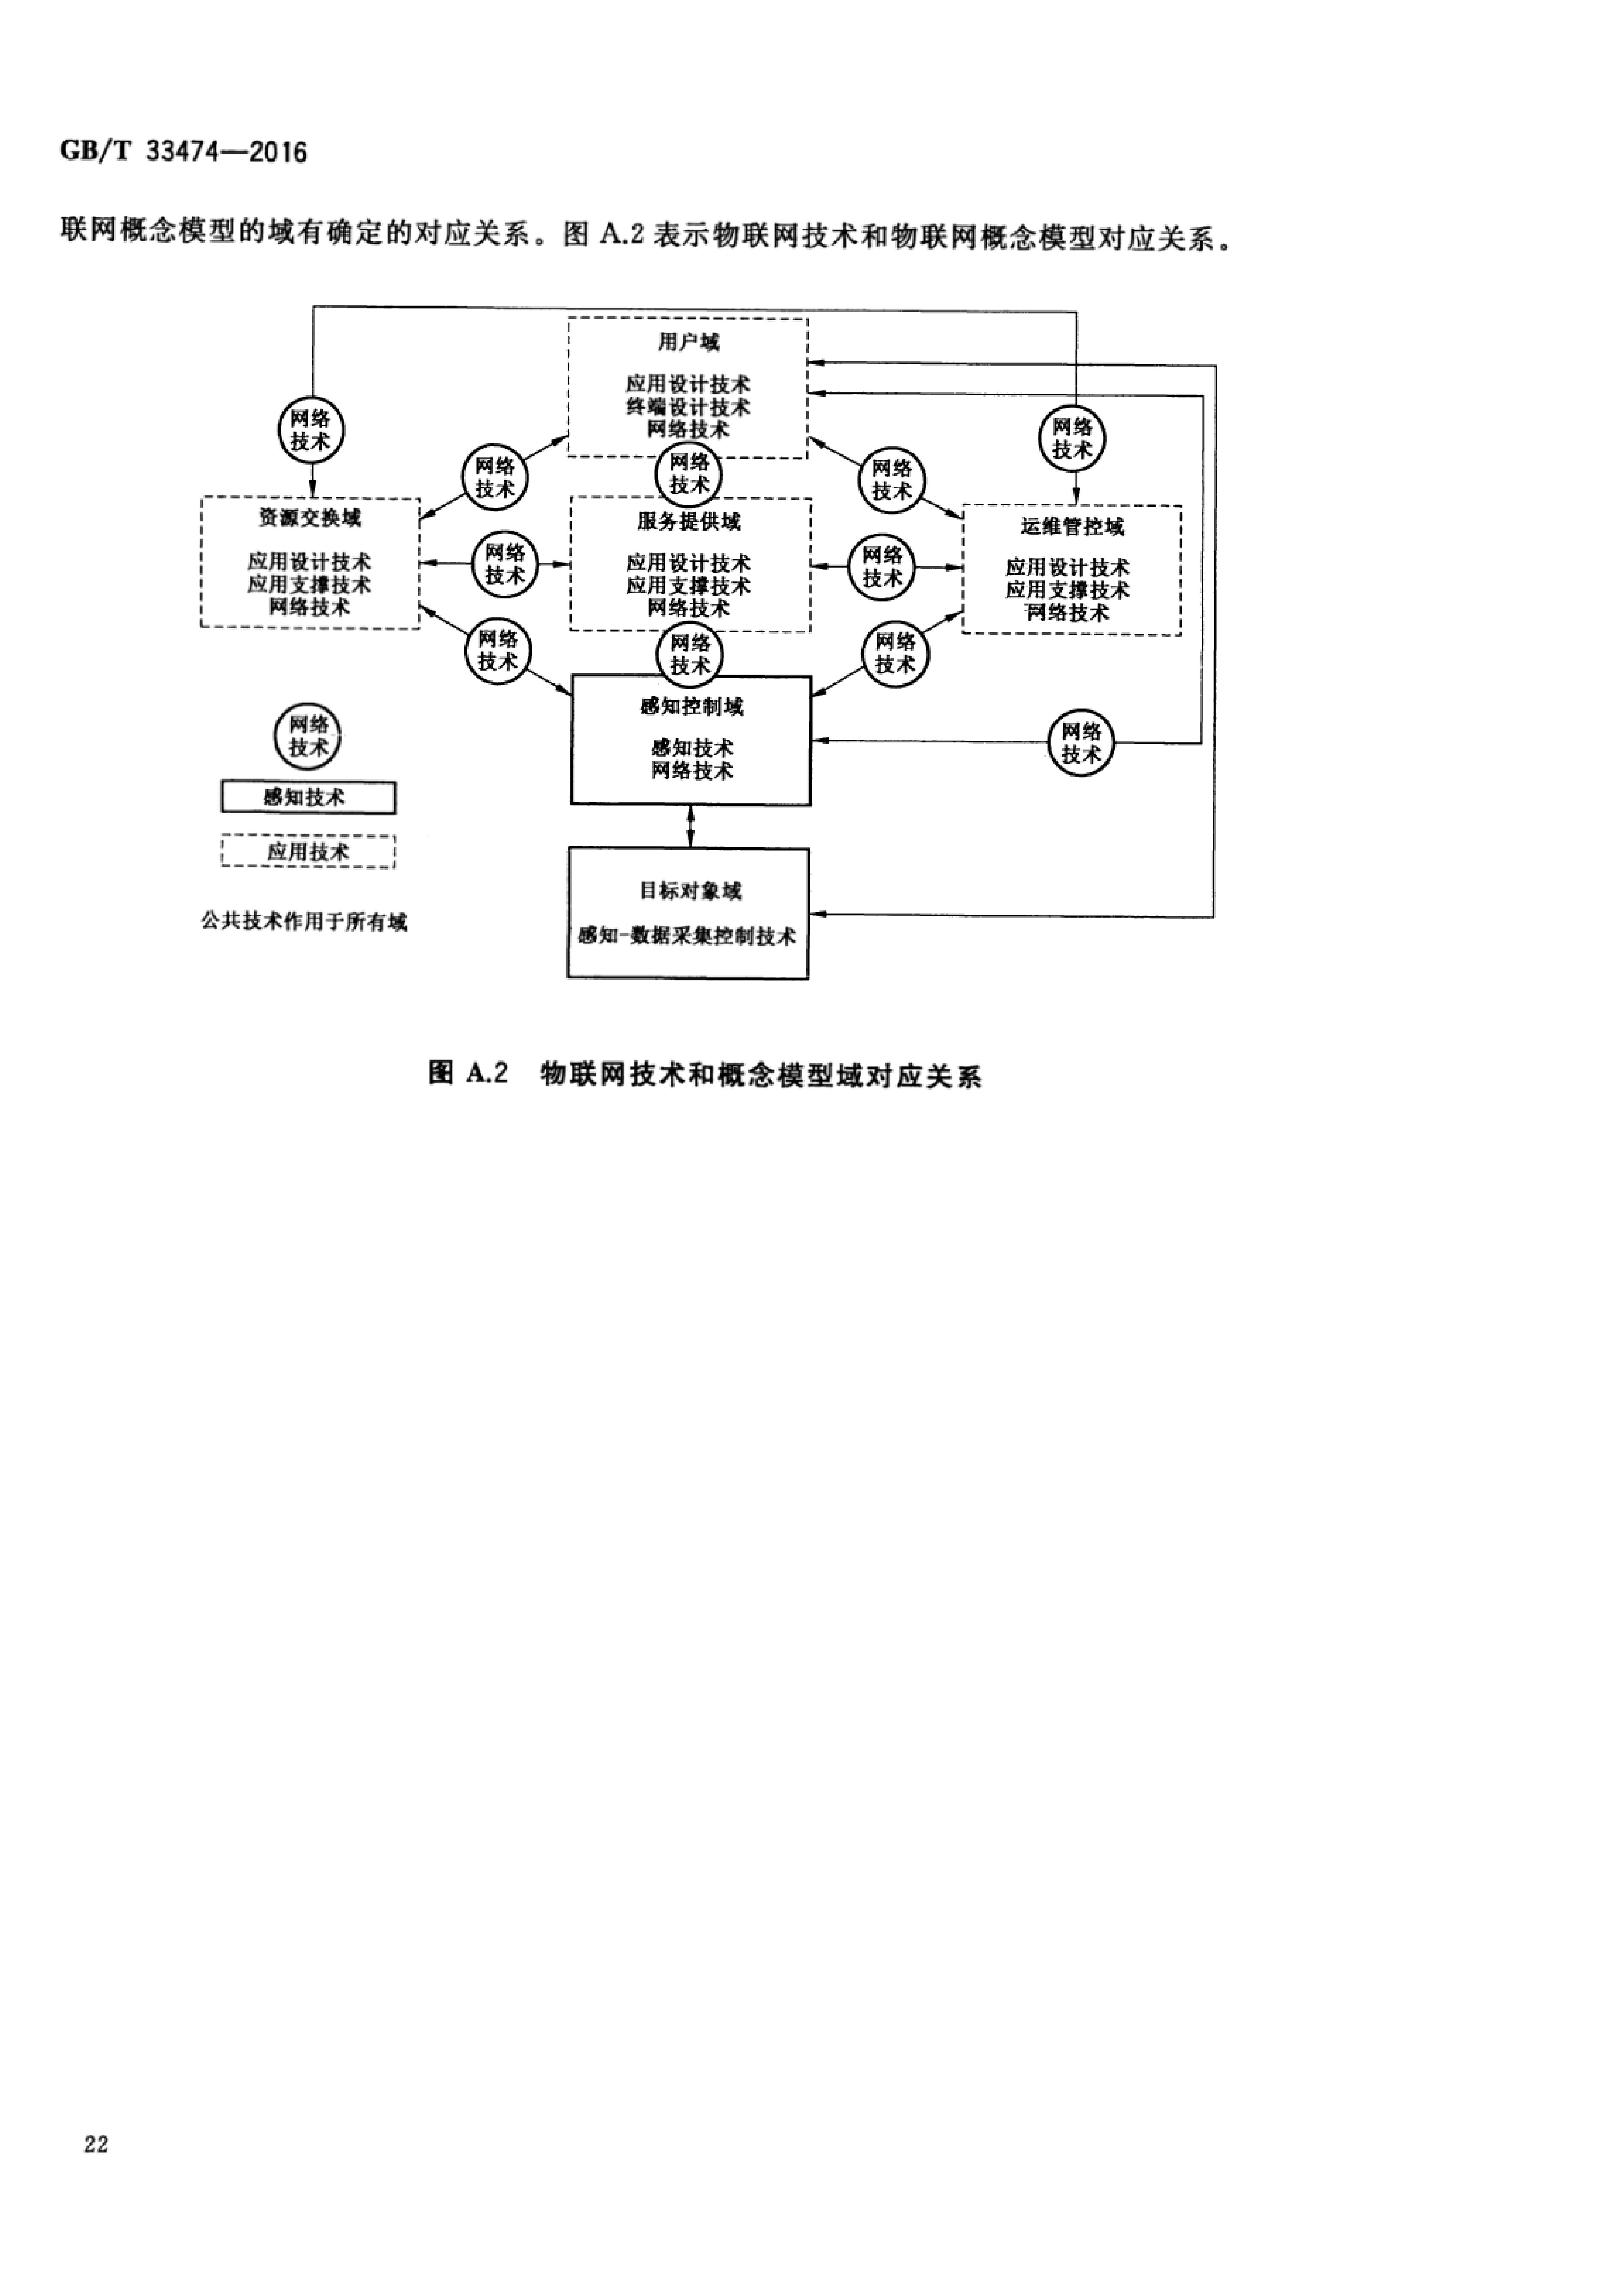 GB/T 33474—2016
联网概念模型的域有确定的对应关系。图 A.2 表示物联网技术和物联网概念模型对应关系。
用户域
应用设计技术
终端设计技术
网络技术
网络
技术
网络
技术
网络
技术
网络
技术
网络
技术
资源交换域
应用设计技术
应用支撑技术
网络技术
网络
技术
服务提供域
应用设计技术
应用支撑技术
网络技术
网络
技术
运维管控域
应用设计技术
应用支撑技术
网络技术
网络
技术
网络
技术
网络
技术
感知控制域
感知技术
网络技术
网络
技术
网络
技术
感知技术
应用技术
公共技术作用于所有域
目标对象域
感知-数据采集控制技术
图 A.2 物联网技术和概念模型域对应关系
22